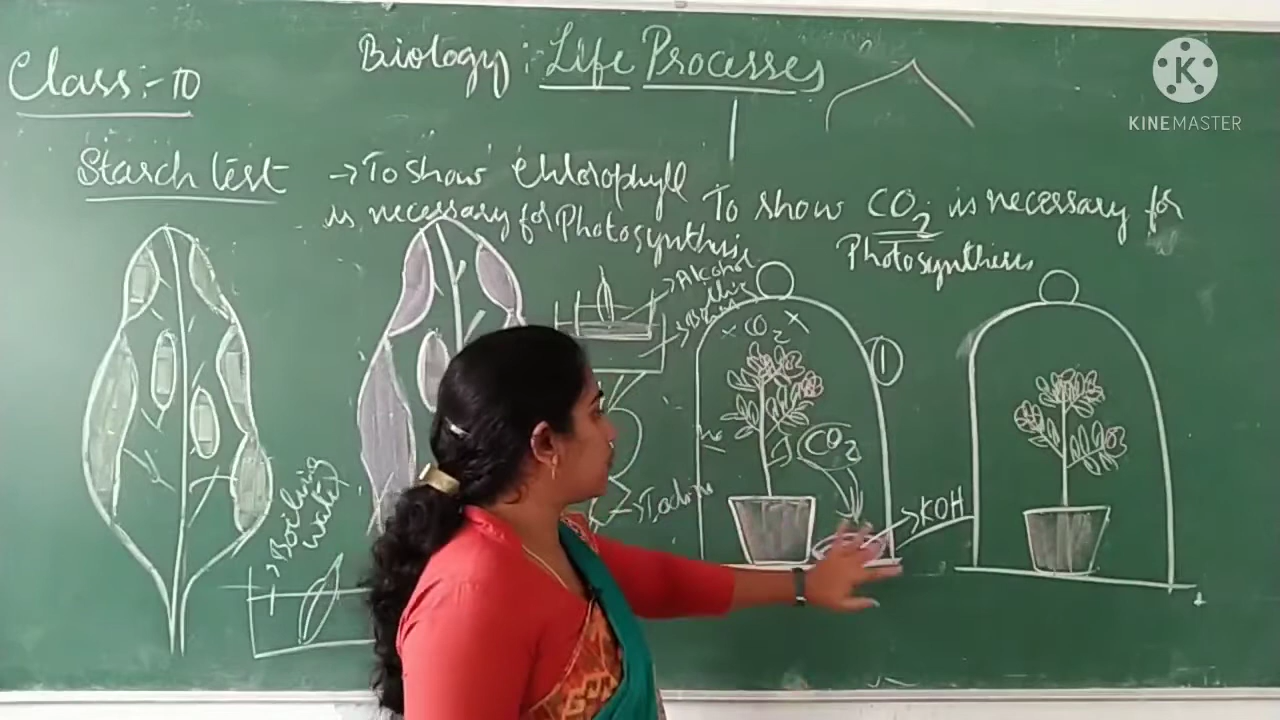 Class:- 10
Biology: Life Processes
K
KINEMASTER
Starch test
→ To show Chlorophyll
is necessary for Photosynthesis
To show CO2 is necessary for
Photosynthesis
→ Alcohol
× CO2 ×
1
CO2
→ KOH
→ Boiling
water